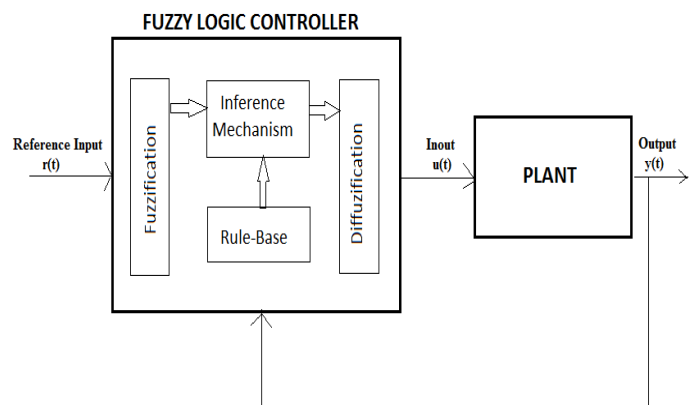 FUZZY LOGIC CONTROLLER
Reference Input
r(t)
Fuzzification
Inference
Mechanism
Rule-Base
Diffuzification
Inout
u(t)
PLANT
Output
y(t)